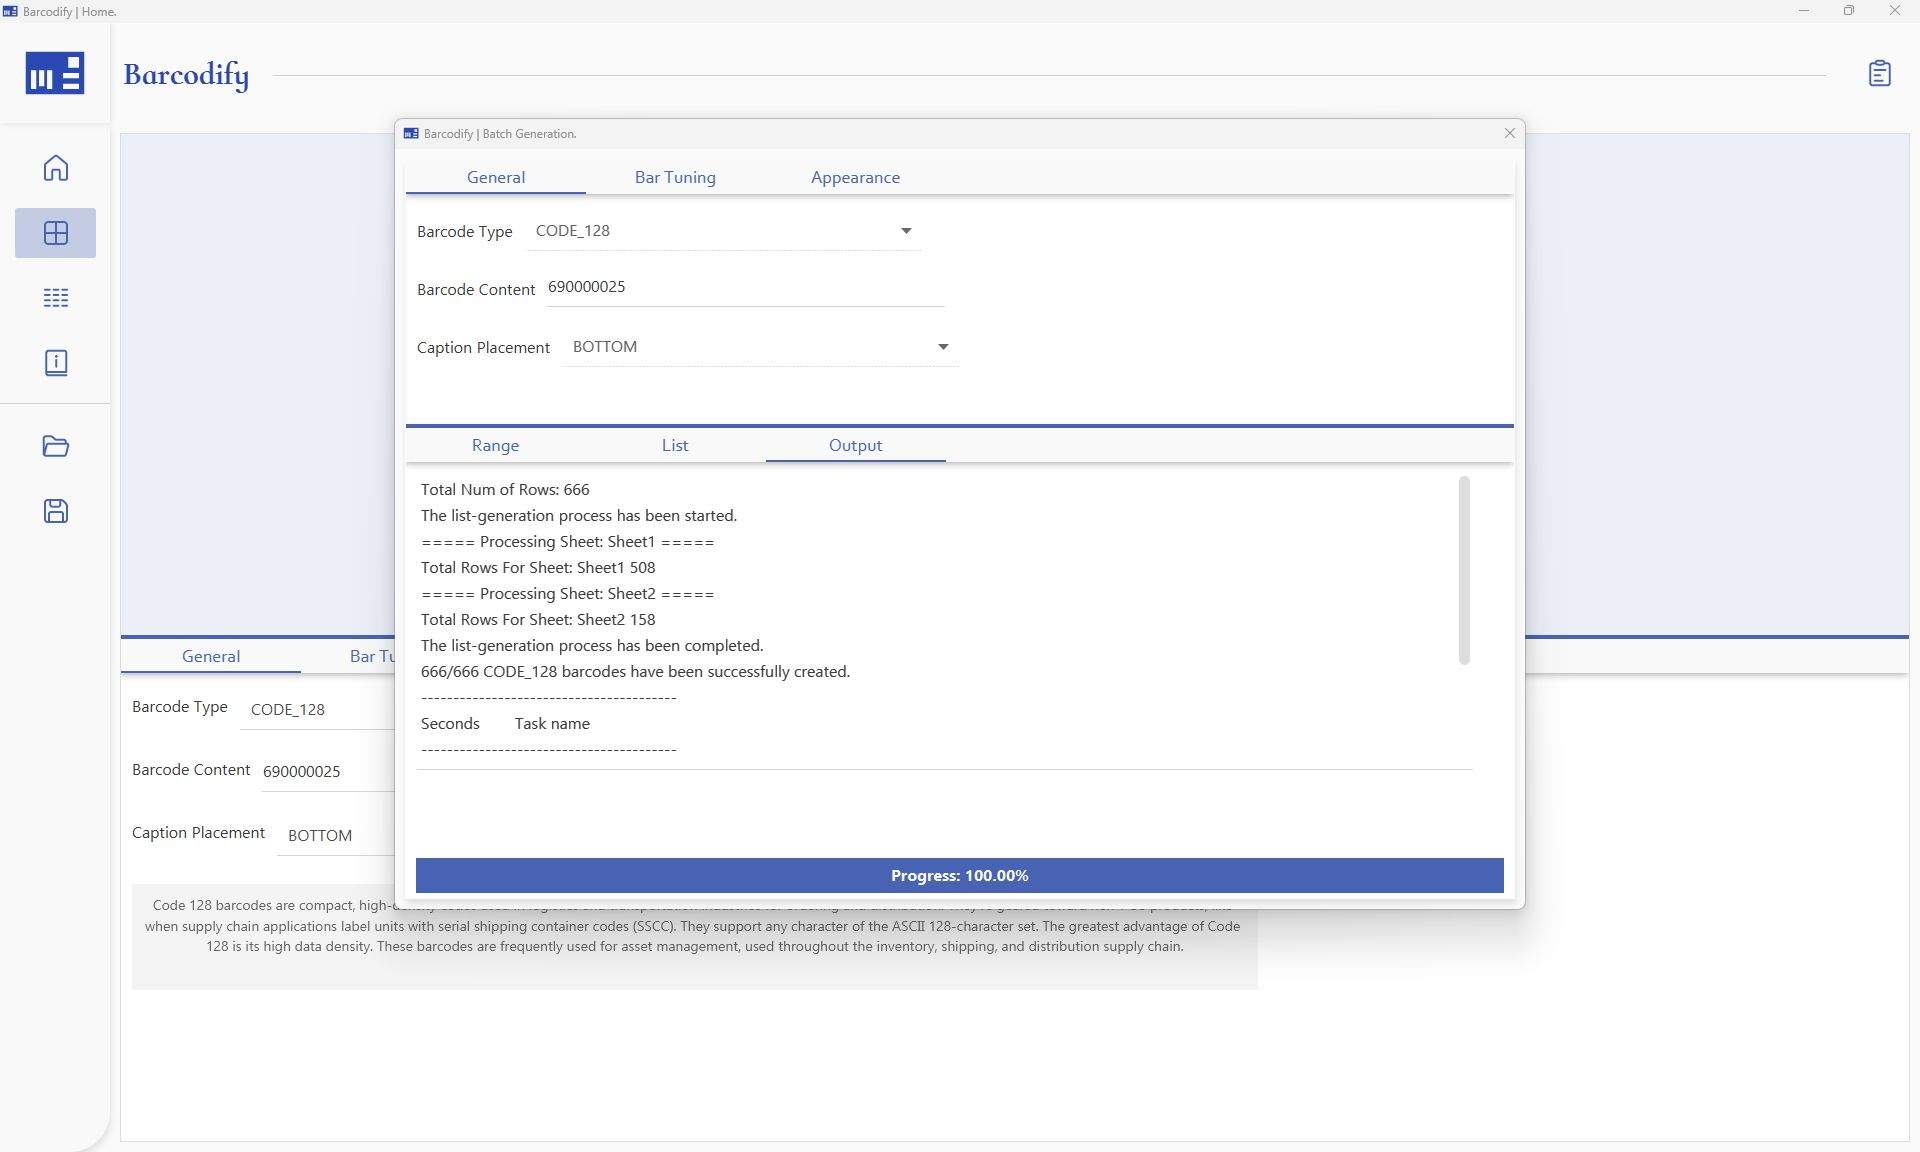 Barcodify | Home.
Barcodify
Barcodify | Batch Generation.
General Bar Tuning Appearance
Barcode Type CODE_128
Barcode Content 690000025
Caption Placement BOTTOM
Range List Output
Total Num of Rows: 666
The list-generation process has been started.
===== Processing Sheet: Sheet1 =====
Total Rows For Sheet: Sheet1 508
===== Processing Sheet: Sheet2 =====
Total Rows For Sheet: Sheet2 158
The list-generation process has been completed.
666/666 CODE_128 barcodes have been successfully created.
---------------------------------------
Seconds Task name
---------------------------------------
Progress: 100.00%
General Bar Tu
Barcode Type CODE_128
Barcode Content 690000025
Caption Placement BOTTOM
Code 128 barcodes are compact, high-
when supply chain applications label units with serial shipping container codes (SSCC). They support any character of the ASCII 128-character set. The greatest advantage of Code
128 is its high data density. These barcodes are frequently used for asset management, used throughout the inventory, shipping, and distribution supply chain.